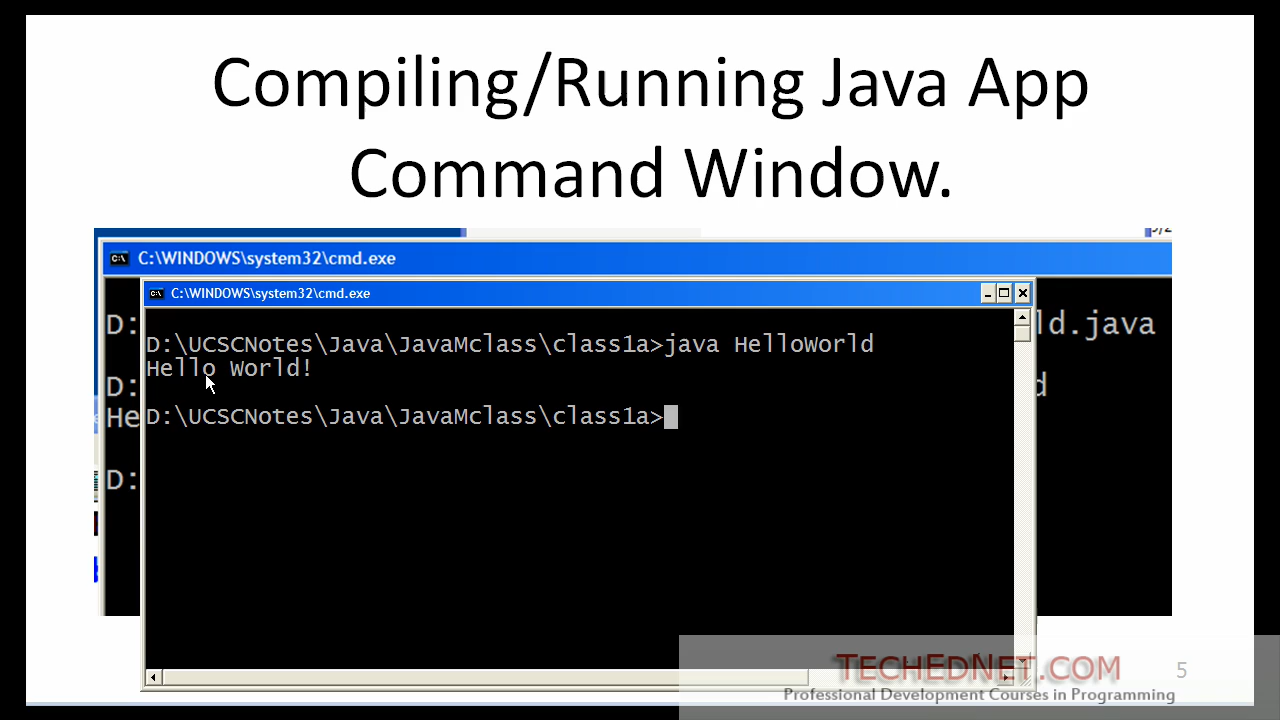 Compiling/Running Java App
Command Window.
C:\WINDOWS\system32\cmd.exe
C:\WINDOWS\system32\cmd.exe
D:
D:\UCSCNotes\Java\JavaMclass\class1a>java HelloWorld
ld.java
Hello World!
D:
d
He
D:\UCSCNotes\Java\JavaMclass\class1a>
D:
TechEdNet.com
5
Professional Development Courses in Programming